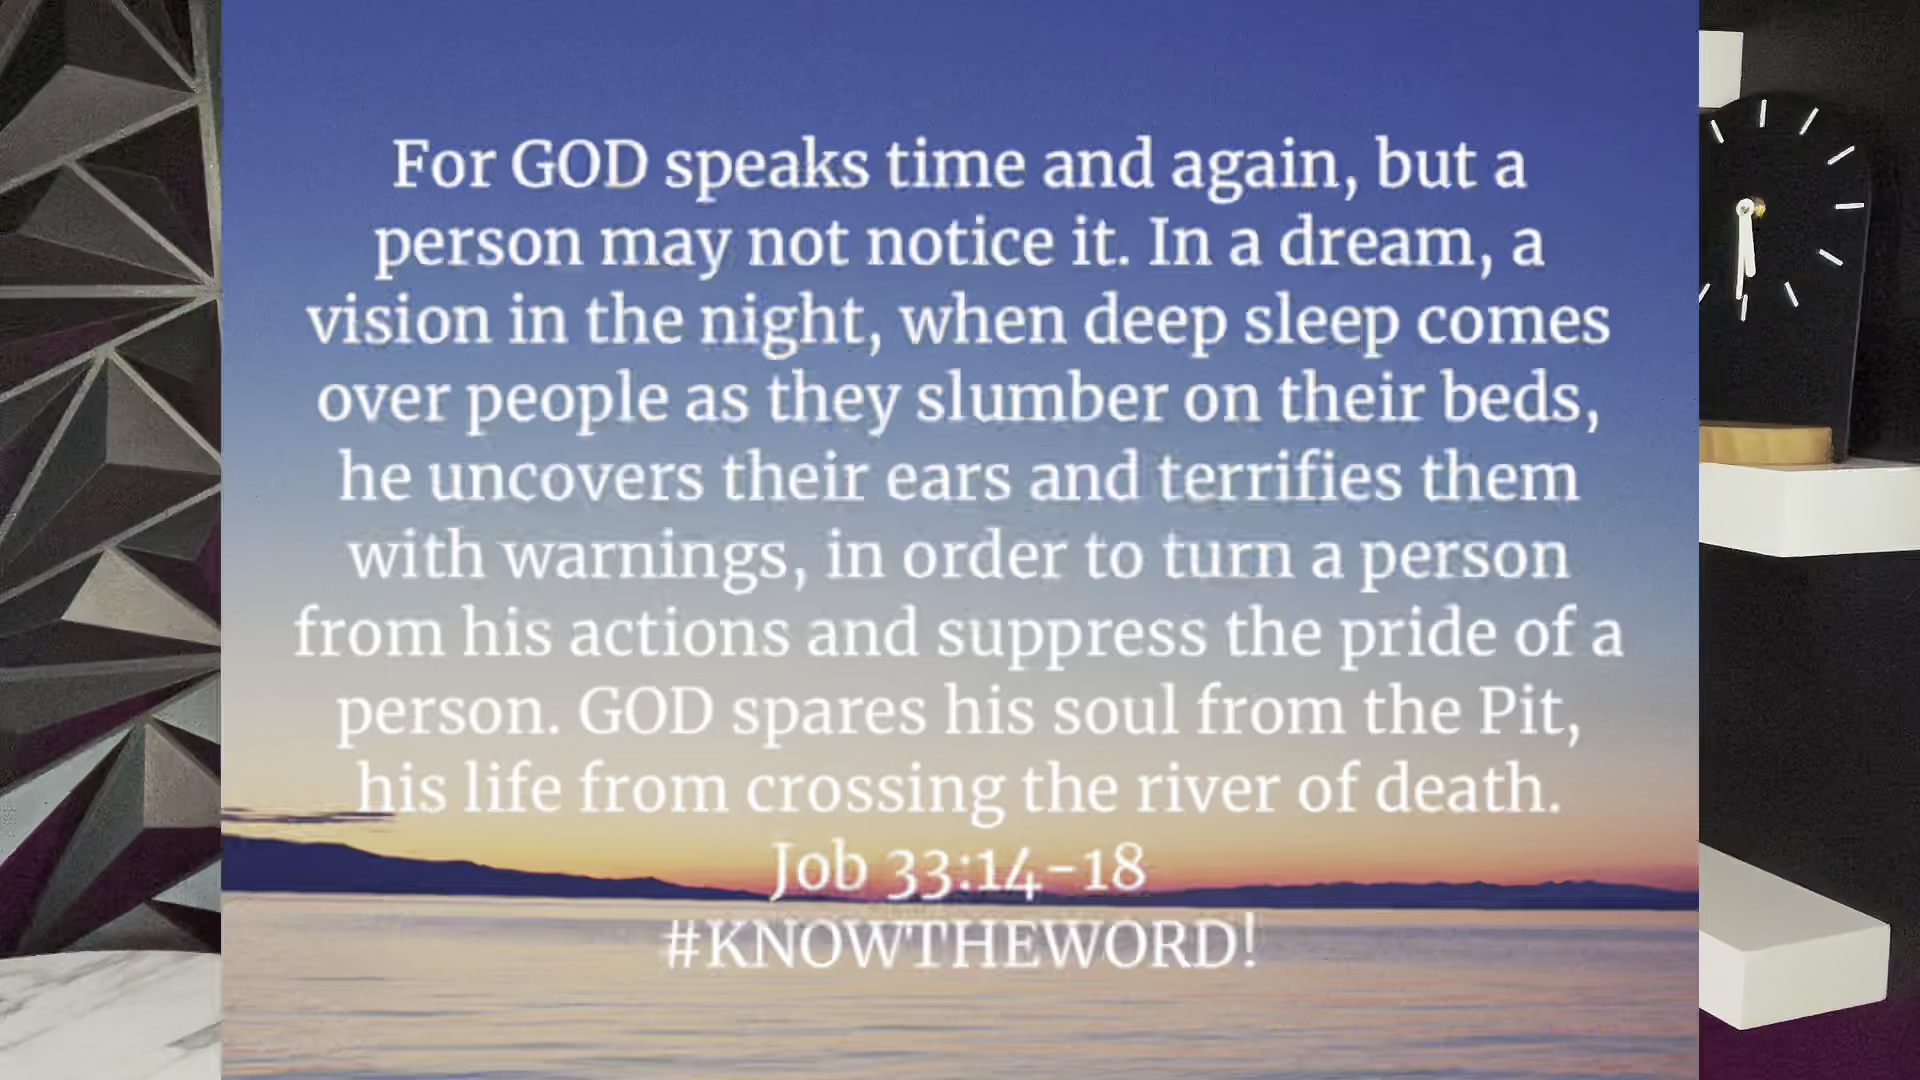 For GOD speaks time and again, but a
person may not notice it. In a dream, a
vision in the night, when deep sleep comes
over people as they slumber on their beds,
he uncovers their ears and terrifies them
with warnings, in order to turn a person
from his actions and suppress the pride of a
person. GOD spares his soul from the Pit,
his life from crossing the river of death.
Job 33:14-18
#KNOWTHEWORD!